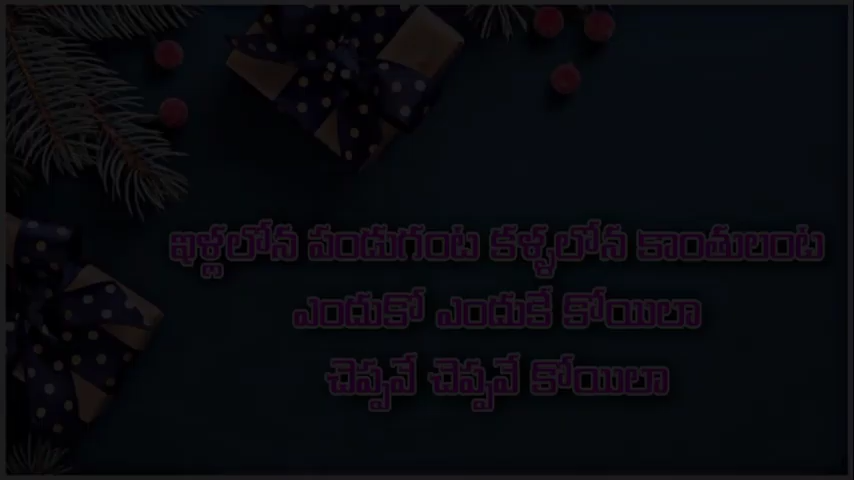 ఇళ్లలోన పండుగంట కళ్ళలోన కాంతులంట
ఎందుకో ఎందుకే కోయిలా
చెప్పవే చెప్పవే కోయిలా